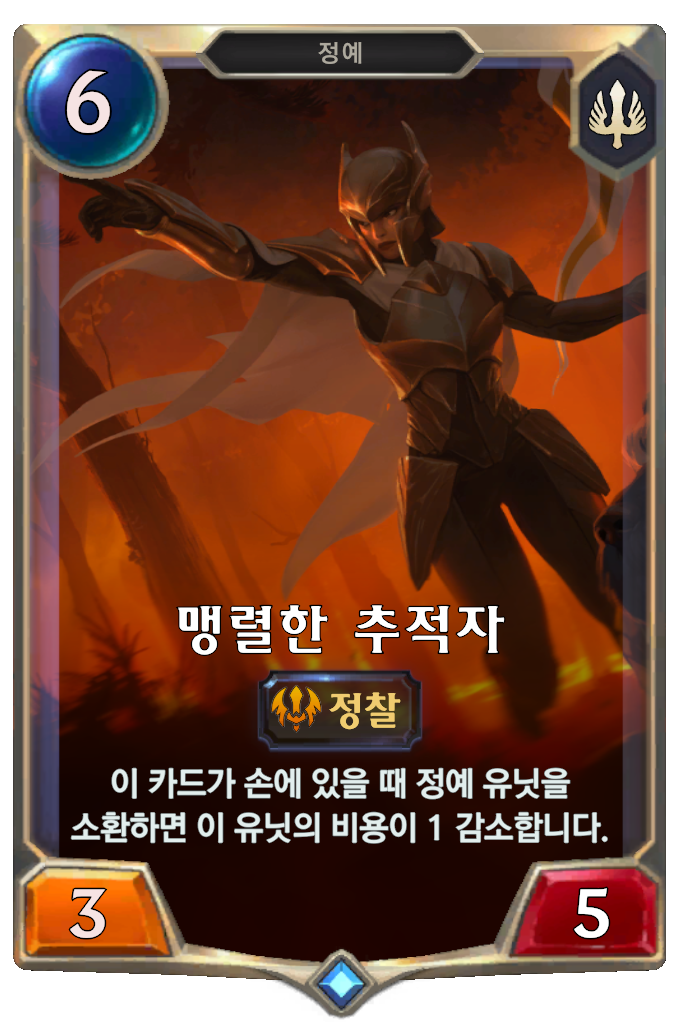 정예
6
맹렬한 추적자
정찰
이 카드가 손에 있을 때 정예 유닛을
소환하면 이 유닛의 비용이 1 감소합니다.
3
5